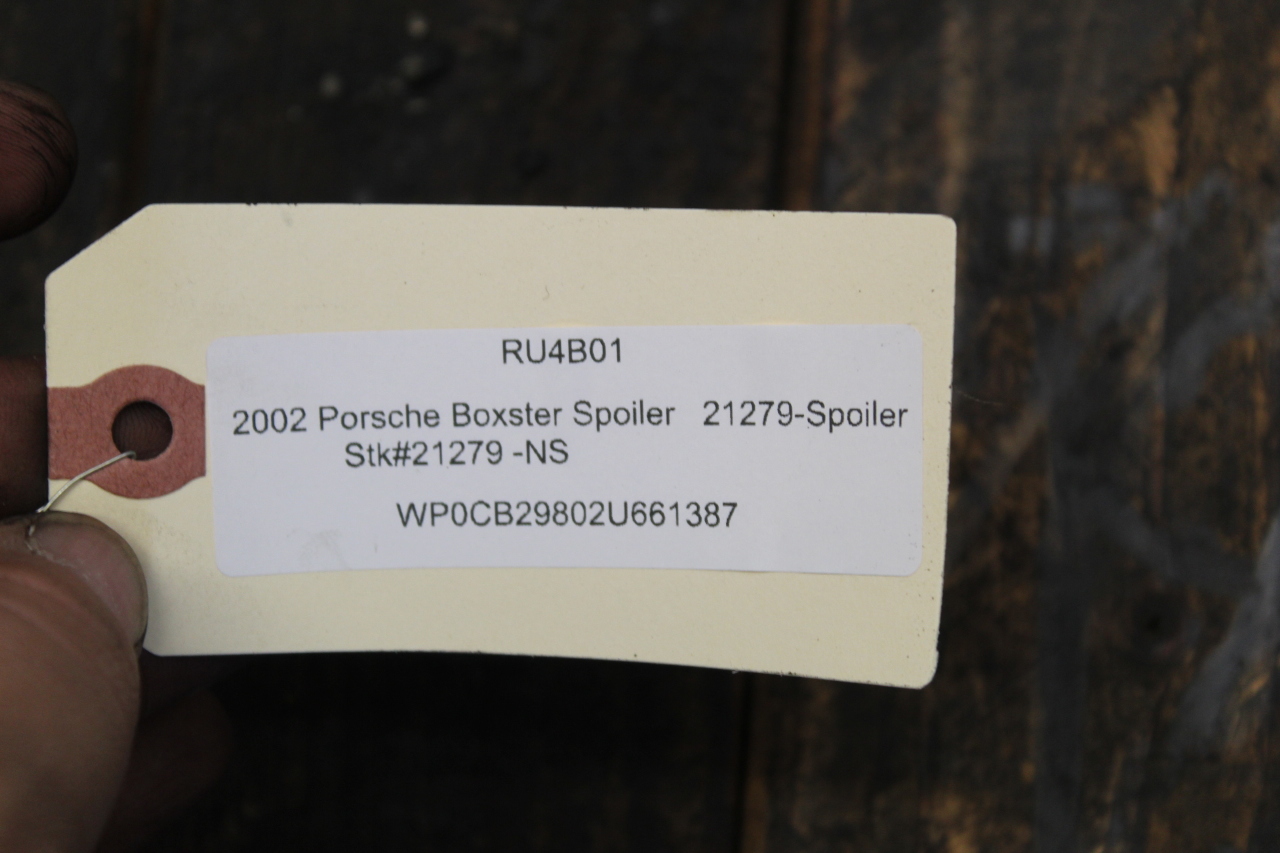 RU4B01
2002 Porsche Boxster Spoiler 21279-Spoiler
Stk#21279 -NS
WP0CB29802U661387